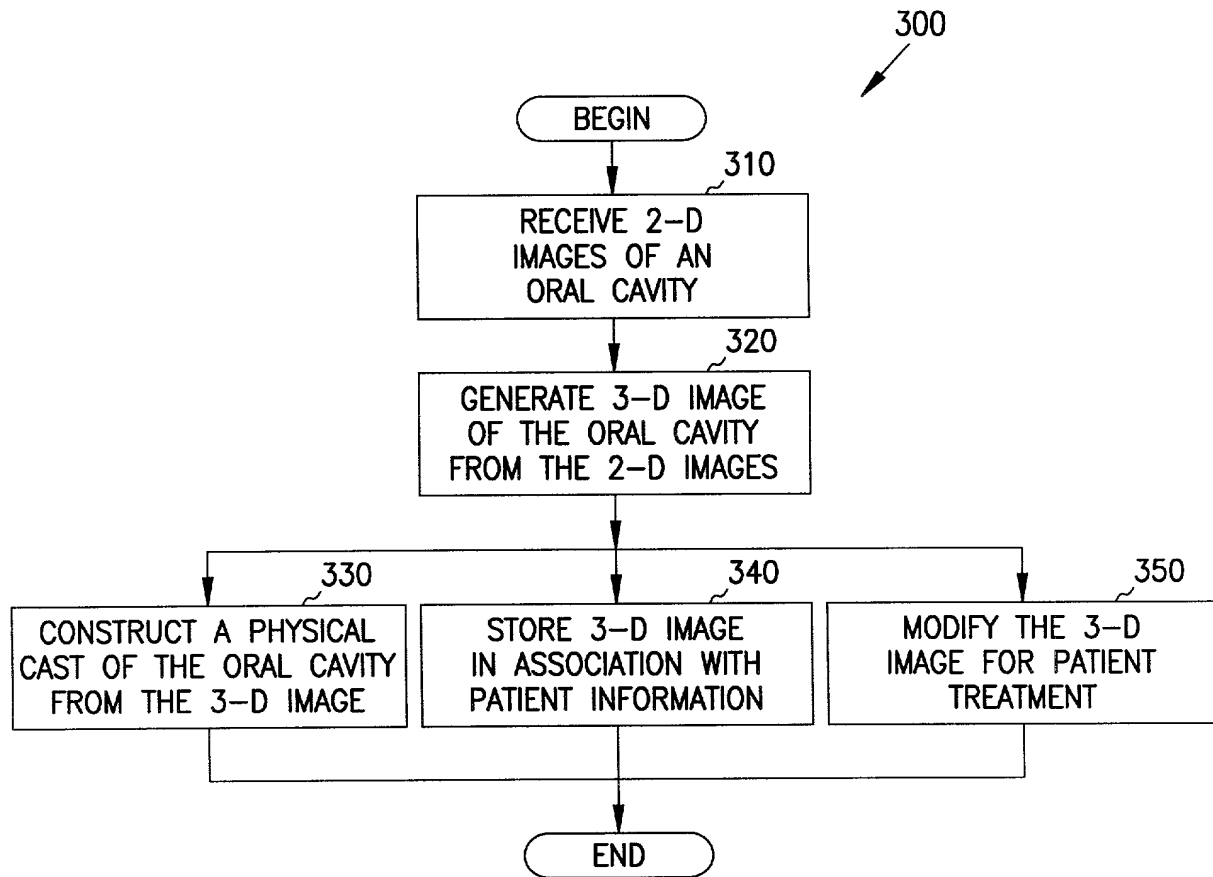 300
BEGIN
310
RECEIVE 2-D
IMAGES OF AN
ORAL CAVITY
320
GENERATE 3-D IMAGE
OF THE ORAL CAVITY
FROM THE 2-D IMAGES
330
CONSTRUCT A PHYSICAL
CAST OF THE ORAL CAVITY
FROM THE 3-D IMAGE
340
STORE 3-D IMAGE
IN ASSOCIATION WITH
PATIENT INFORMATION
350
MODIFY THE 3-D
IMAGE FOR PATIENT
TREATMENT
END